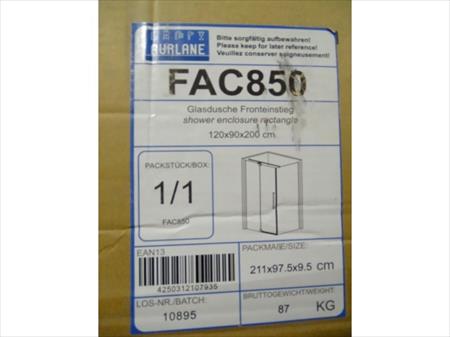 AURLANE
Bitte sorgfältig aufbewahren!
Please keep for later reference!
Veuillez conserver soigneusement!
FAC850
Glasdusche Fronteinstieg
shower enclosure rectangle
120x90x200 cm
PACKSTÜCK/BOX:
1/1
FAC850
EAN13
4250312107935
PACKMAßE/SIZE:
211x97.5x9.5 cm
LOS-NR./BATCH:
10895
BRUTTOGEWICHT/WEIGHT:
87 KG